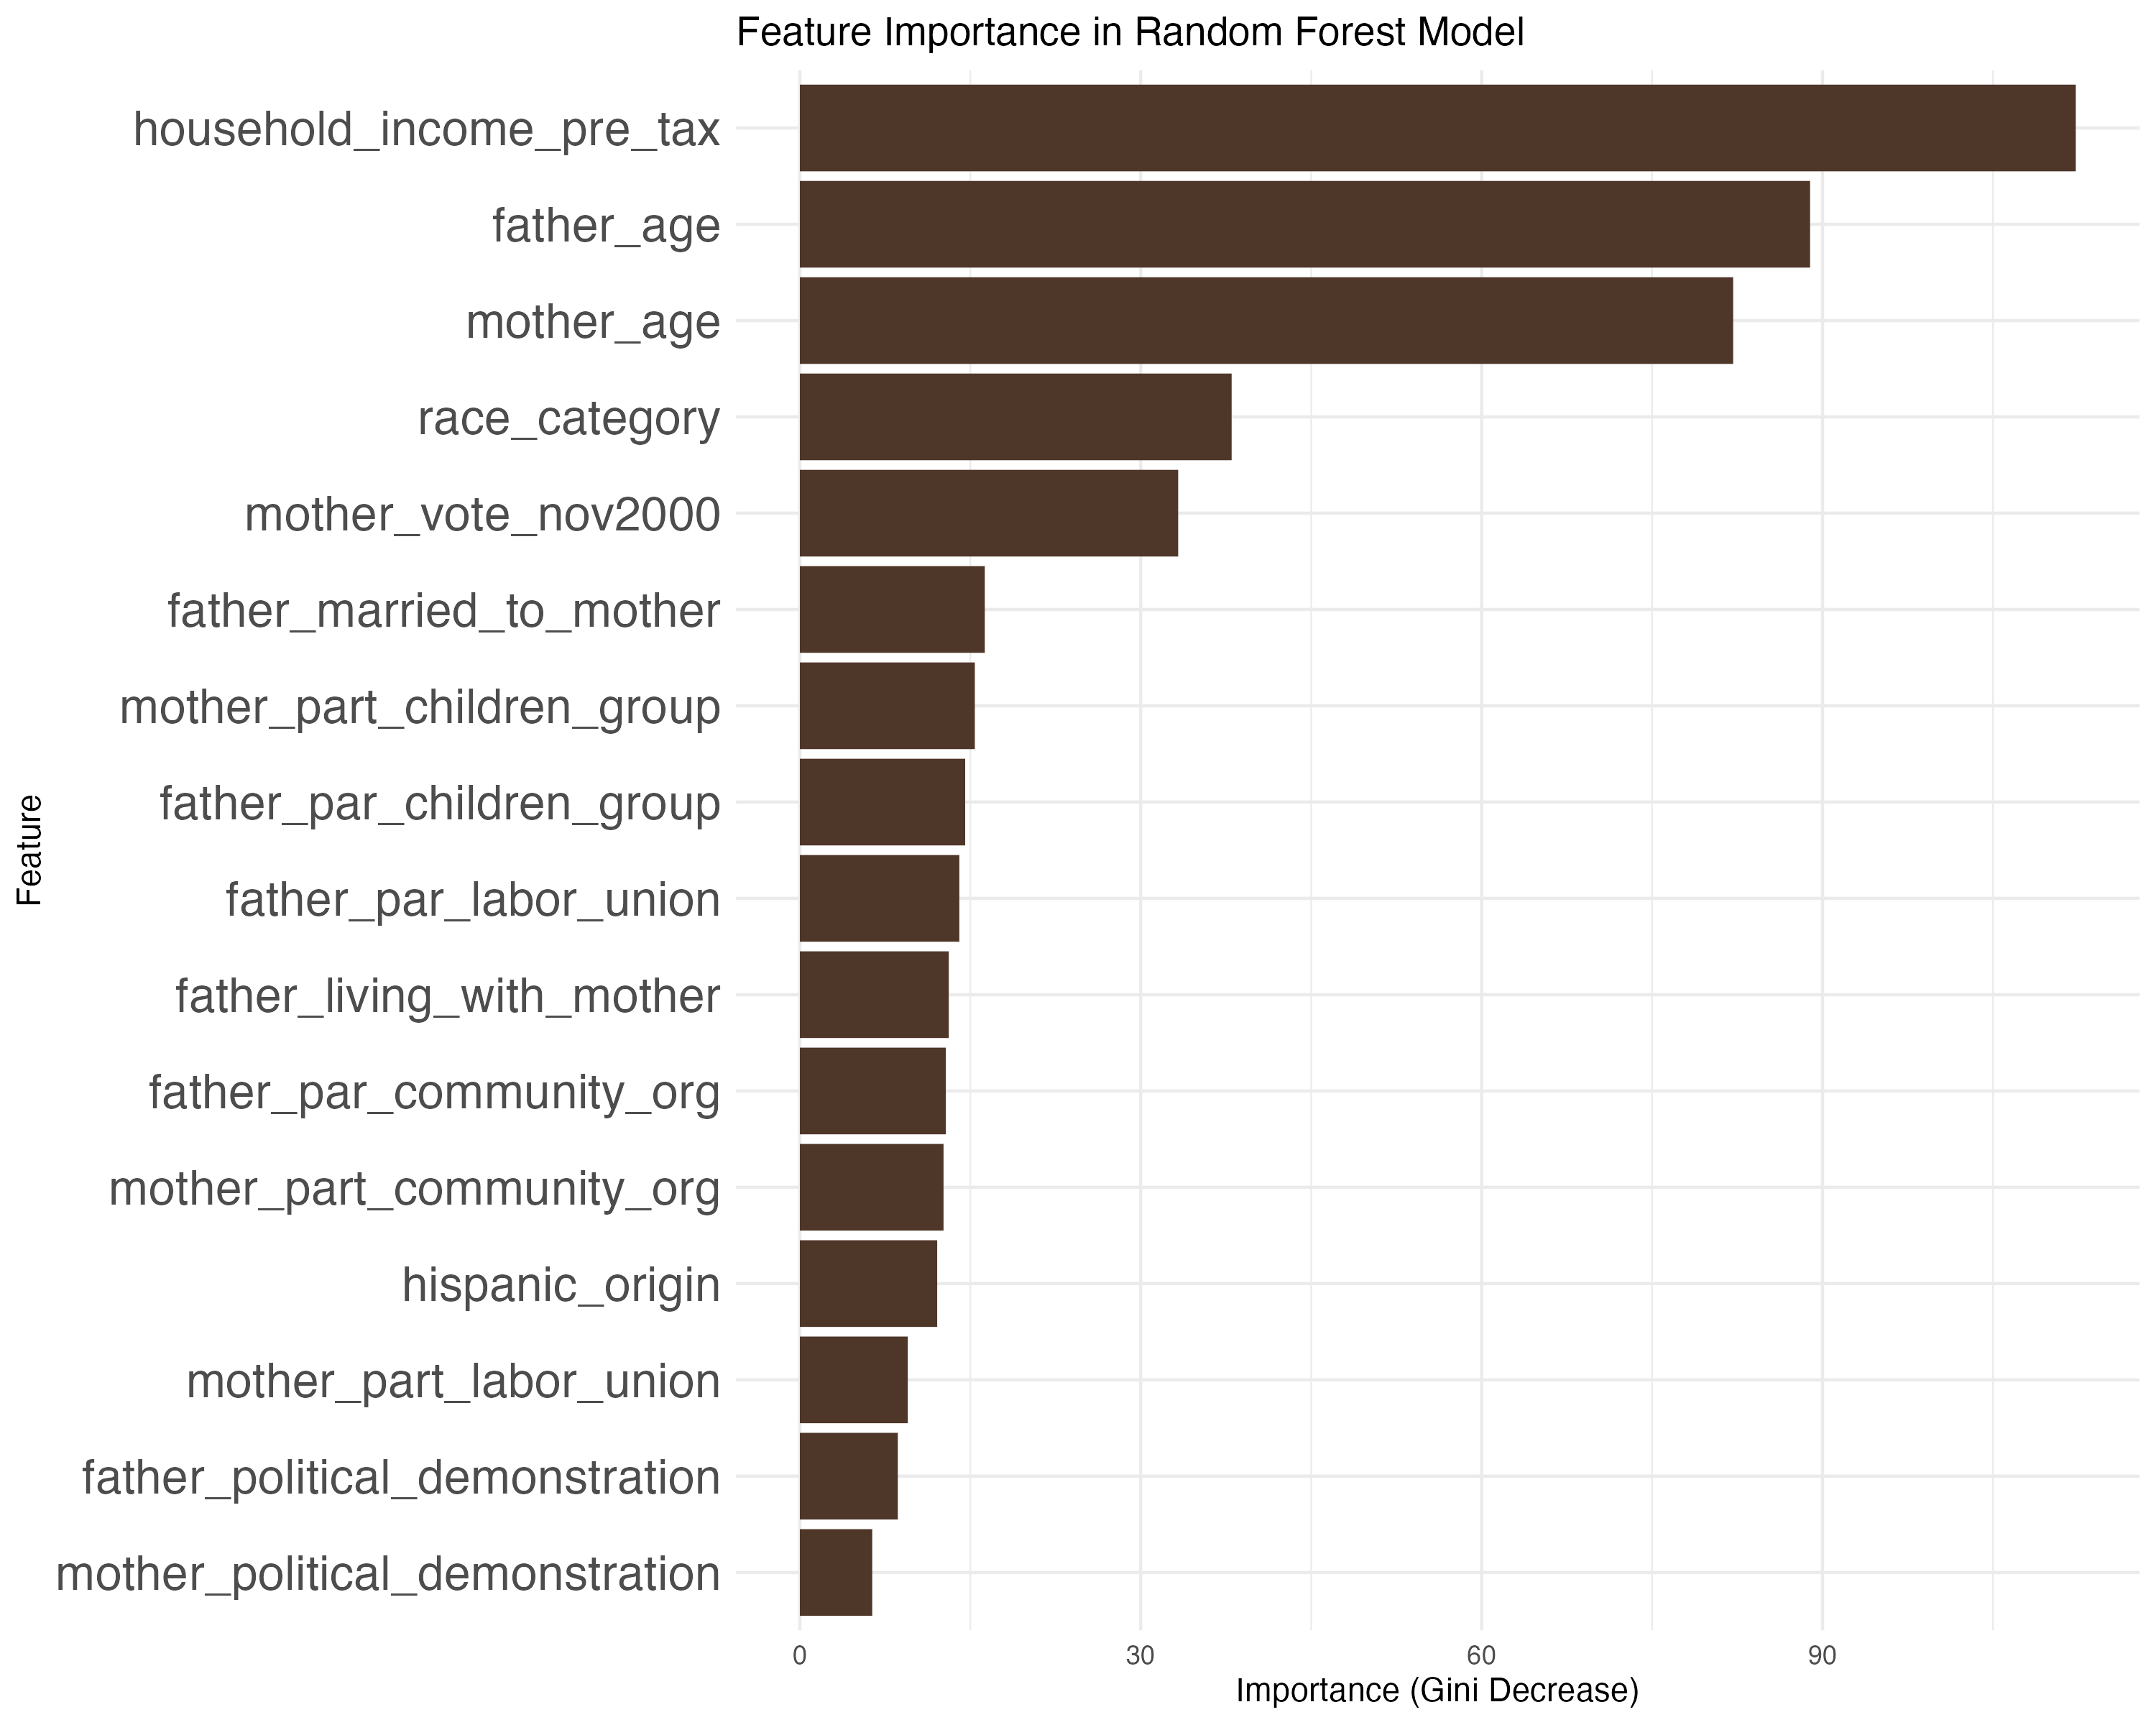 Feature Importance in Random Forest Model
household_income_pre_tax
father_age
mother_age
race_category
mother_vote_nov2000
father_married_to_mother
mother_part_children_group
father_par_children_group
father_par_labor_union
father_living_with_mother
father_par_community_org
mother_part_community_org
hispanic_origin
mother_part_labor_union
father_political_demonstration
mother_political_demonstration
Feature
0 30 60 90
Importance (Gini Decrease)